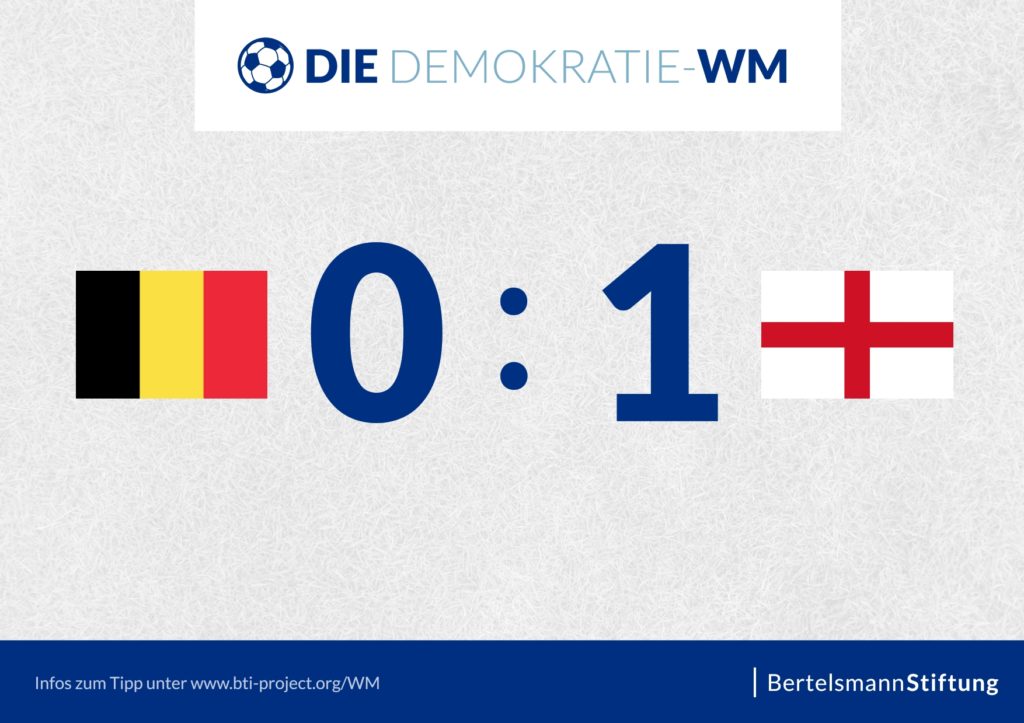 DIE DEMOKRATIE-WM
0 : 1
Infos zum Tipp unter www.bti-project.org/WM
BertelsmannStiftung